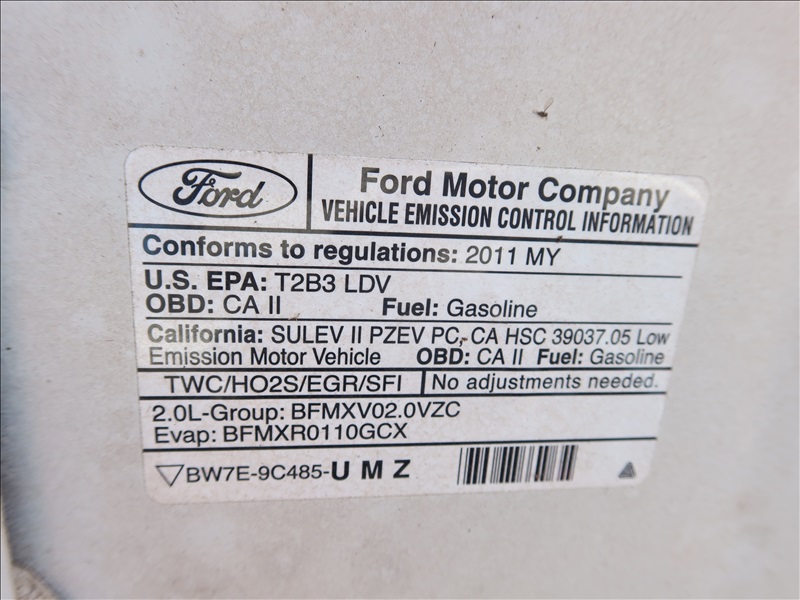 Ford
Ford Motor Company
VEHICLE EMISSION CONTROL INFORMATION
Conforms to regulations: 2011 MY
U.S. EPA: T2B3 LDV
OBD: CA II Fuel: Gasoline
California: SULEV II PZEV PC, CA HSC 39037.05 Low
Emission Motor Vehicle OBD: CA II Fuel: Gasoline
TWC/HO2S/EGR/SFI No adjustments needed.
2.0L-Group: BFMXV02.0VZC
Evap: BFMXR0110GCX
BW7E-9C485-U M Z